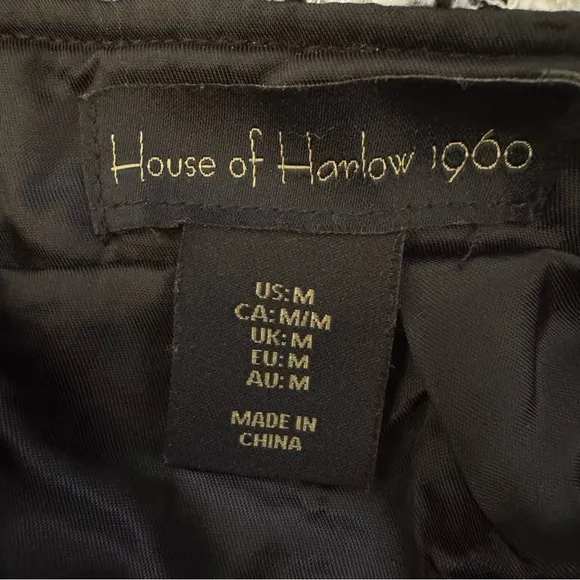 House of Harlow 1960
US: M
CA: M/M
UK: M
EU: M
AU: M
MADE IN
CHINA